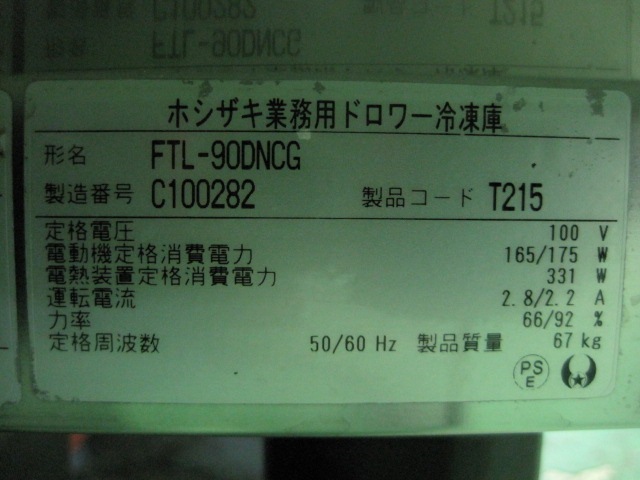 ホシザキ業務用ドロワー冷凍庫
形名 FTL-90DNCG
製造番号 C100282 製品コード T215
定格電圧 100 V
電動機定格消費電力 165/175 W
電熱装置定格消費電力 331 W
運転電流 2.8/2.2 A
力率 66/92 %
定格周波数 50/60 Hz 製品質量 67 kg
PS
E